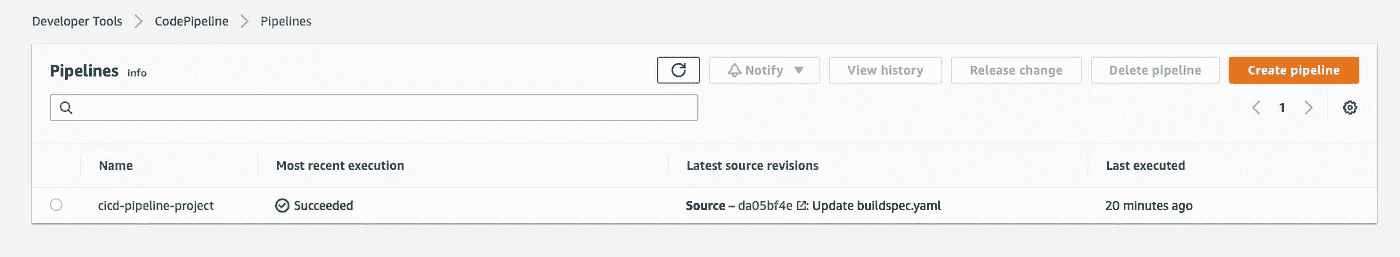 Developer Tools > CodePipeline > Pipelines
Pipelines Info
Notify ▼ View history Release change Delete pipeline Create pipeline
< 1 >
Name Most recent execution Latest source revisions Last executed
cicd-pipeline-project Succeeded Source – da05bf4e: Update buildspec.yaml 20 minutes ago